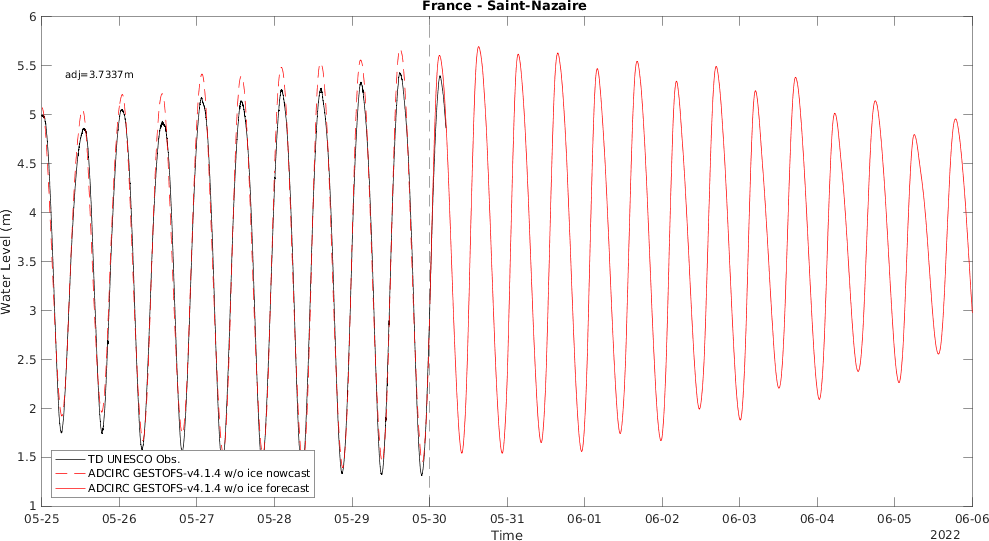 France - Saint-Nazaire
6
5.5
5
4.5
4
3.5
3
2.5
2
1.5
1
Water Level (m)
adj=3.7337m
TD UNESCO Obs.
ADCIRC GESTOFS-v4.1.4 w/o ice nowcast
ADCIRC GESTOFS-v4.1.4 w/o ice forecast
05-25 05-26 05-27 05-28 05-29 05-30 05-31 06-01 06-02 06-03 06-04 06-05 06-06
Time
2022